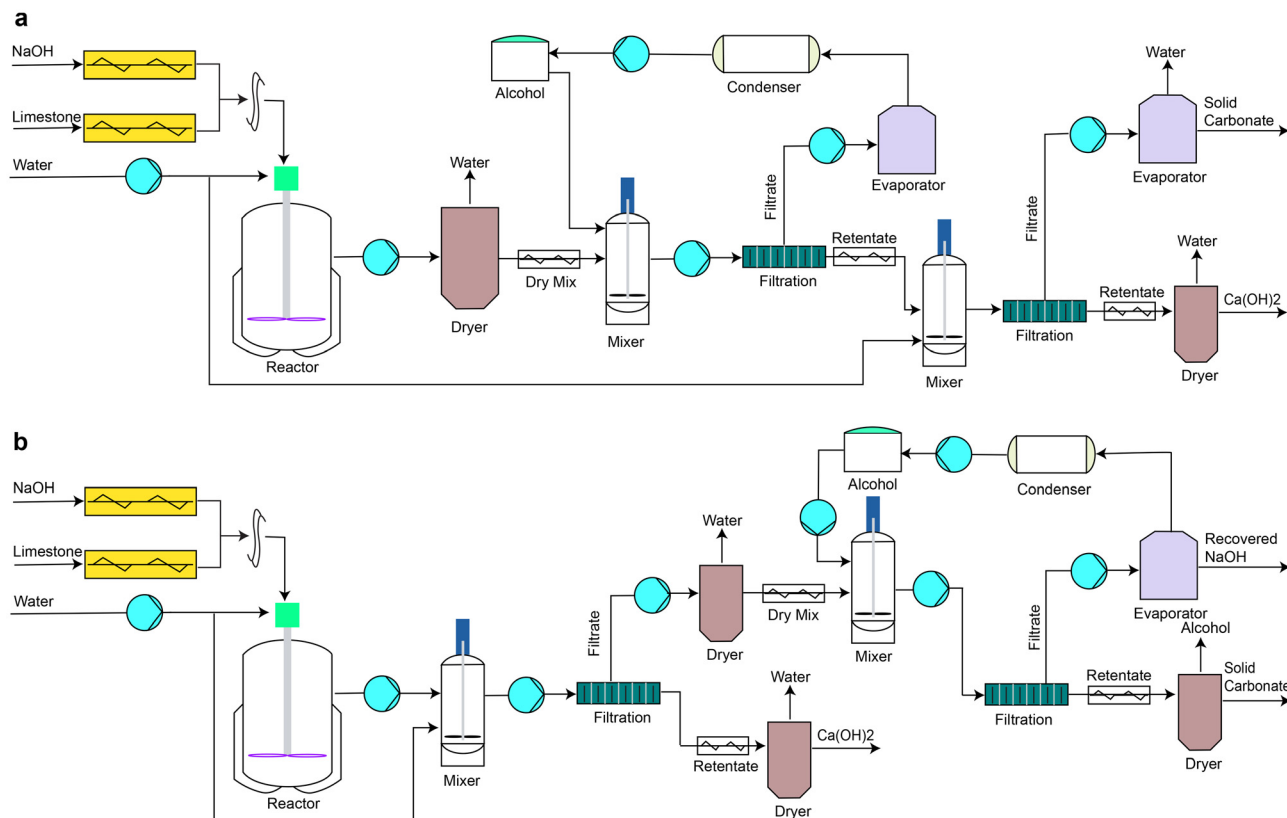 a
NaOH
Limestone
Water
Reactor
Water
Dryer
Dry Mix
Alcohol
Mixer
Condenser
Filtrate
Filtration
Evaporator
Retentate
Mixer
Filtrate
Filtration
Water
Evaporator
Solid
Carbonate
Retentate
Water
Ca(OH)2
Dryer
b
NaOH
Limestone
Water
Reactor
Mixer
Filtrate
Filtration
Retentate
Water
Ca(OH)2
Dryer
Water
Dryer
Dry Mix
Alcohol
Mixer
Condenser
Filtrate
Filtration
Evaporator
Recovered
NaOH
Retentate
Alcohol
Solid
Carbonate
Dryer